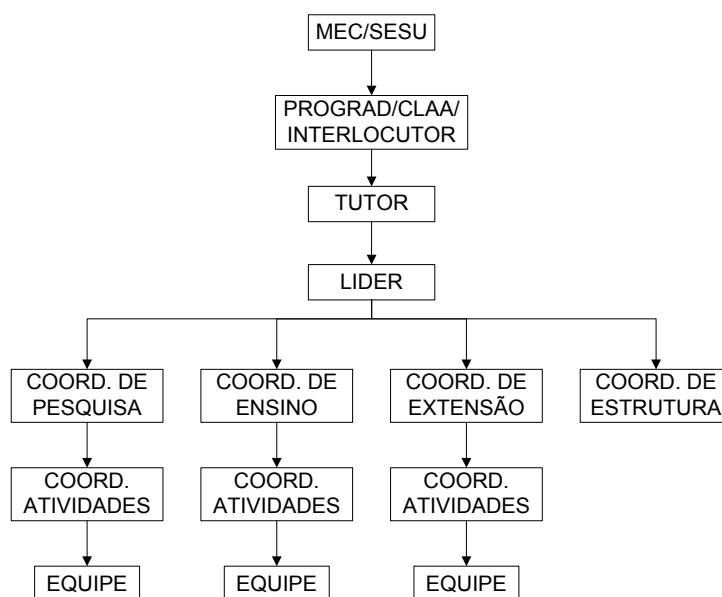 MEC/SESU
PROGRAD/CLAA/
INTERLOCUTOR
TUTOR
LIDER
COORD. DE
PESQUISA
COORD. DE
ENSINO
COORD. DE
EXTENSÃO
COORD. DE
ESTRUTURA
COORD.
ATIVIDADES
COORD.
ATIVIDADES
COORD.
ATIVIDADES
EQUIPE
EQUIPE
EQUIPE